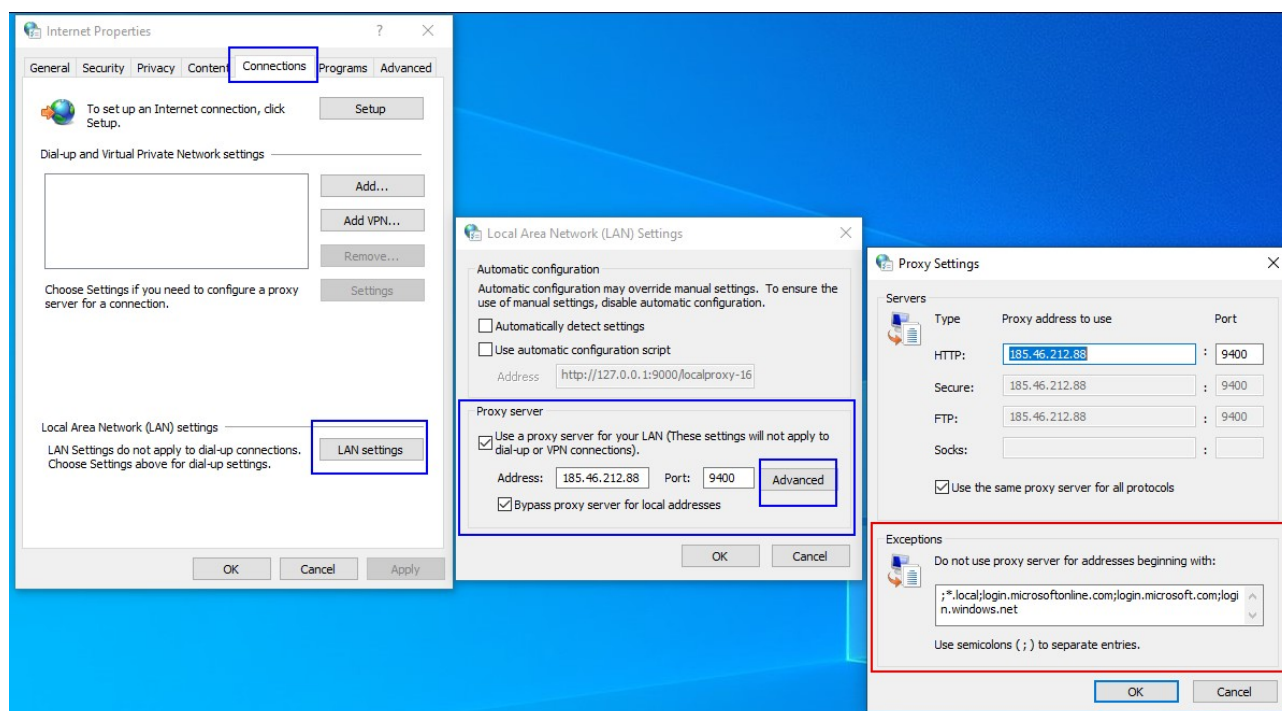 Internet Properties
?
General Security Privacy Content Connections Programs Advanced
To set up an Internet connection, click
Setup.
Setup
Dial-up and Virtual Private Network settings
Add...
Add VPN...
Remove...
Choose Settings if you need to configure a proxy
server for a connection.
Settings
Local Area Network (LAN) settings
LAN Settings do not apply to dial-up connections.
Choose Settings above for dial-up settings.
LAN settings
OK Cancel Apply
Local Area Network (LAN) Settings
Automatic configuration
Automatic configuration may override manual settings. To ensure the
use of manual settings, disable automatic configuration.
Automatically detect settings
Use automatic configuration script
Address http://127.0.0.1:9000/localproxy-16
Proxy server
Use a proxy server for your LAN (These settings will not apply to
dial-up or VPN connections).
Address: 185.46.212.88 Port: 9400 Advanced
Bypass proxy server for local addresses
OK Cancel
Proxy Settings
Servers
Type Proxy address to use Port
HTTP: 185.46.212.88 : 9400
Secure: 185.46.212.88 : 9400
FTP: 185.46.212.88 : 9400
Socks: :
Use the same proxy server for all protocols
Exceptions
Do not use proxy server for addresses beginning with:
;*.local;login.microsoftonline.com;login.microsoft.com;logi
n.windows.net
Use semicolons ( ; ) to separate entries.
OK Cancel